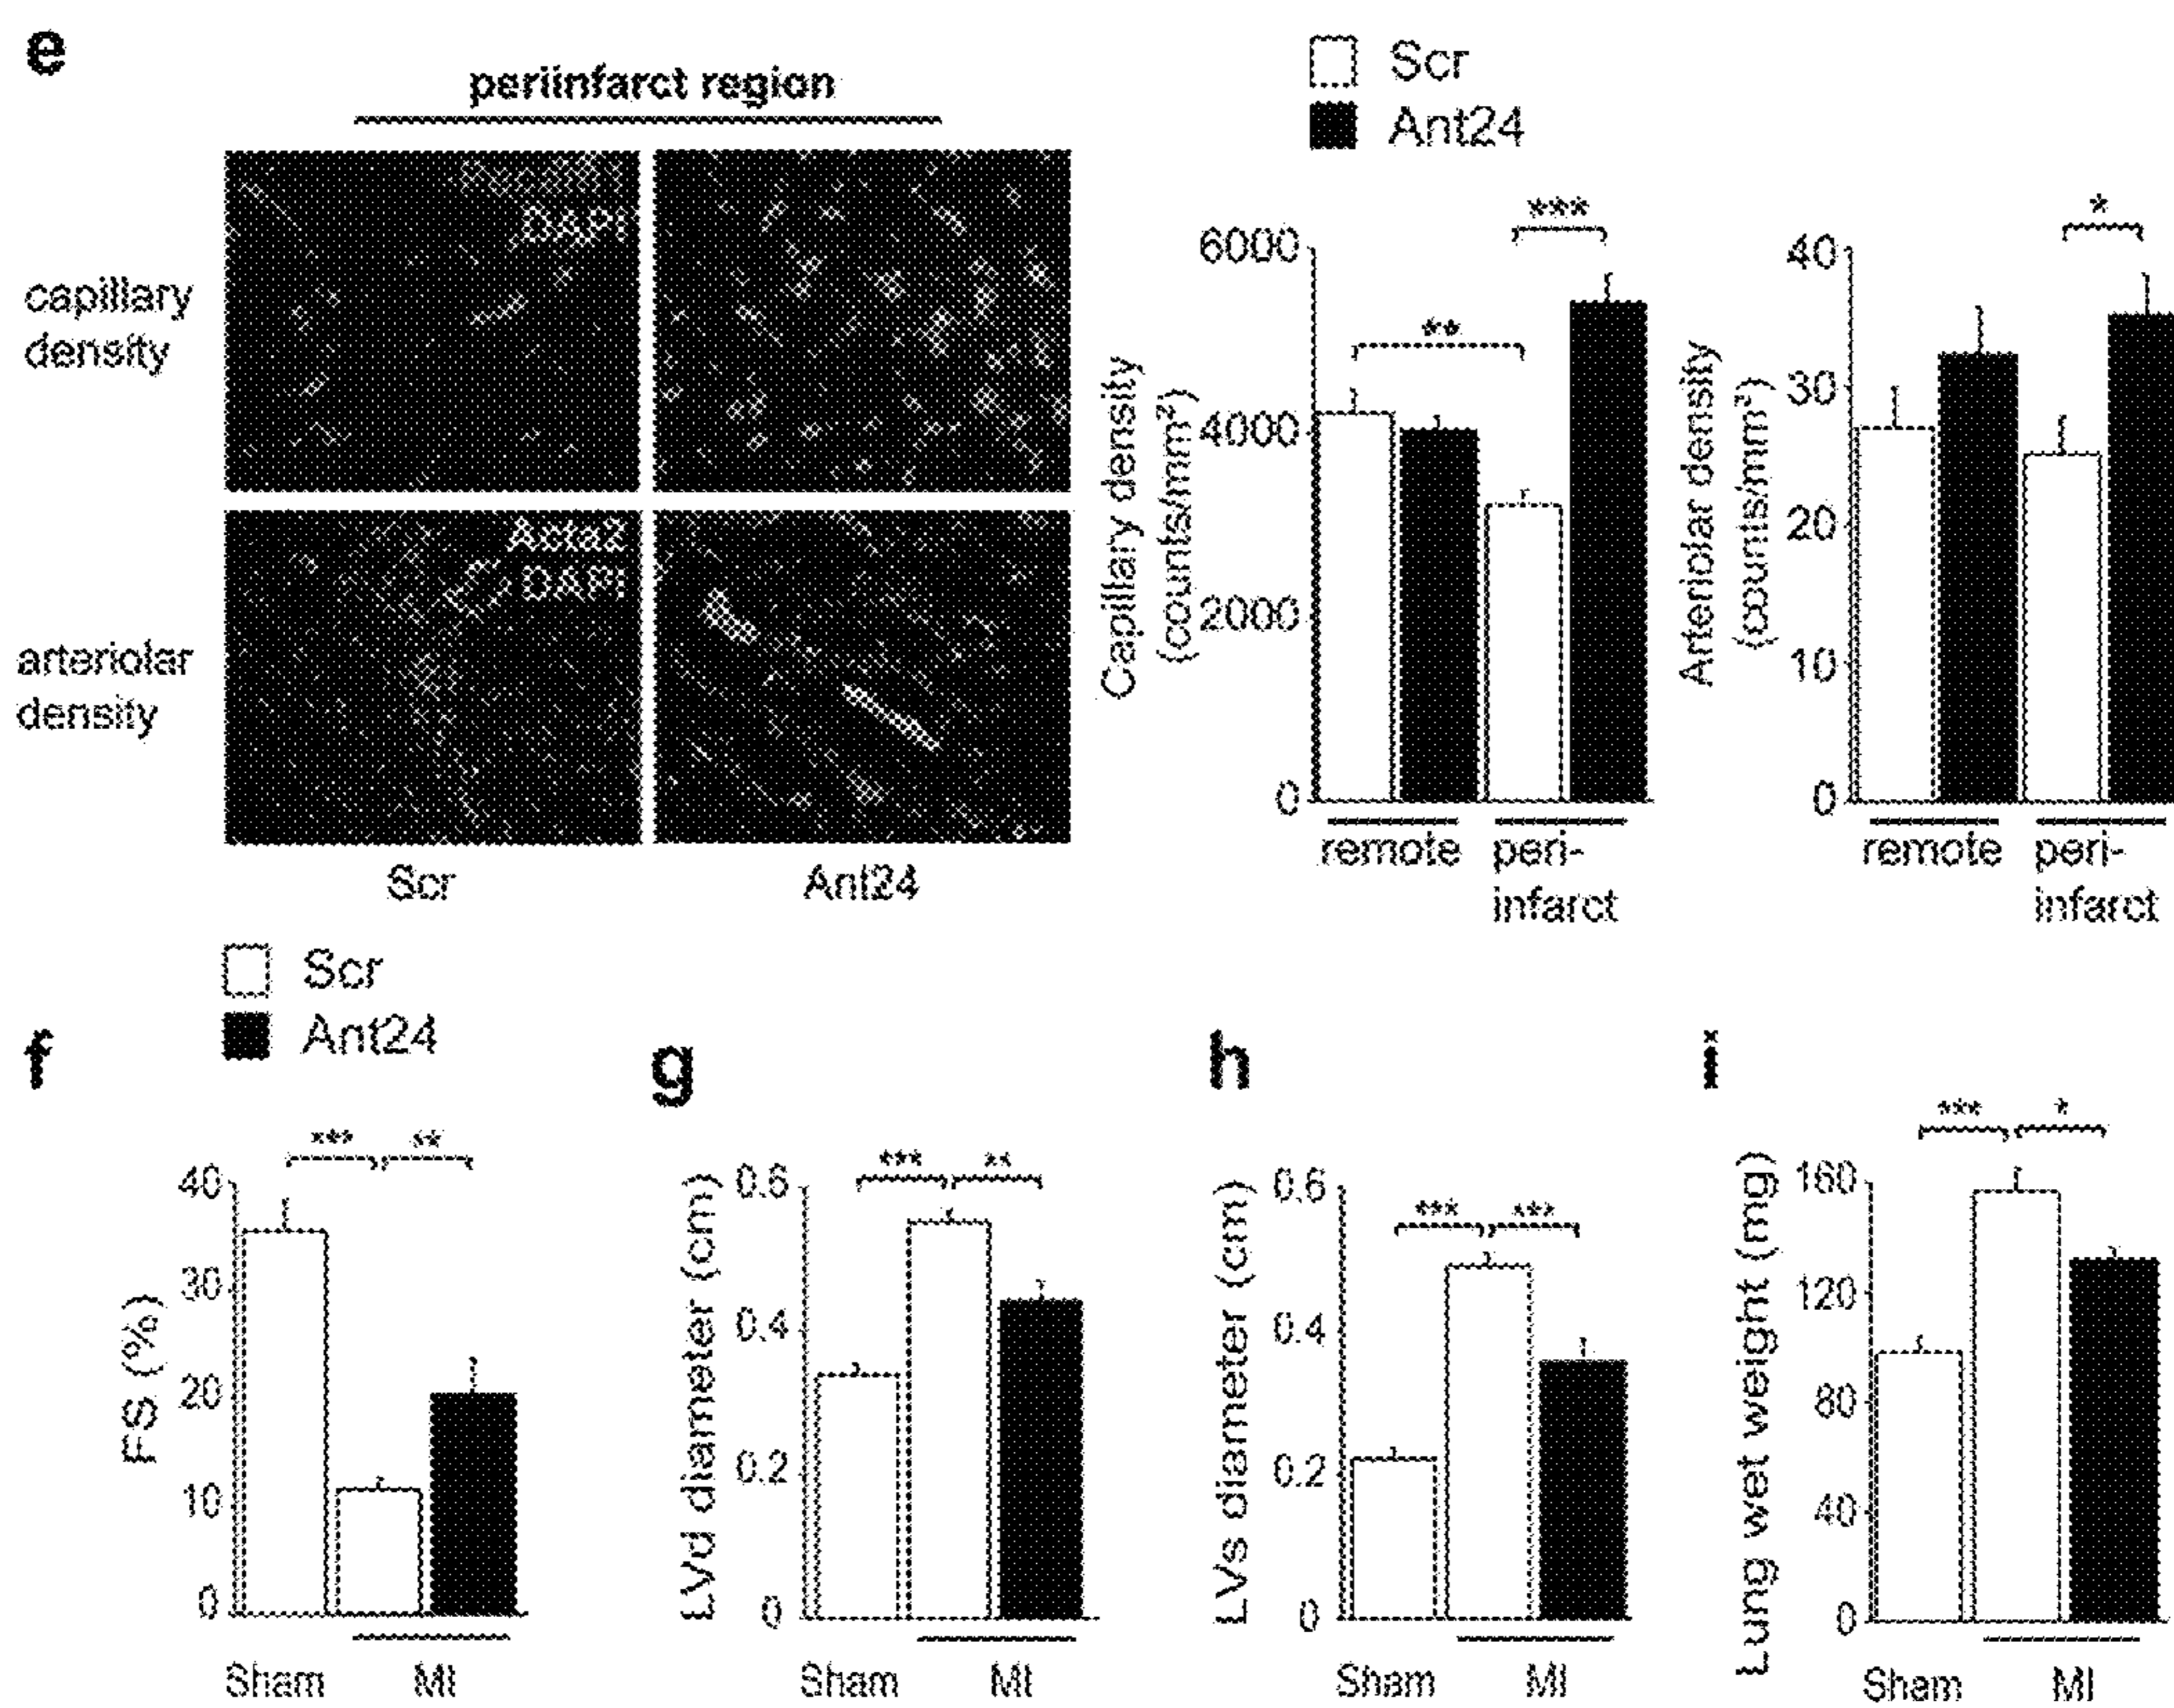 e
periinfarct region
capillary
density
DAPI
arteriolar
density
Acta2
DAPI
Scr
Ant24
Scr
Ant24
Capillary density
(counts/mm²)
6000
4000
2000
0
***
**
remote
peri-
infarct
Arteriolar density
(counts/mm²)
40
30
20
10
0
*
remote
peri-
infarct
Scr
Ant24
f
FS (%)
40
30
20
10
0
***
**
Sham
MI
g
LVd diameter (cm)
0.6
0.4
0.2
0
***
**
Sham
MI
h
LVs diameter (cm)
0.6
0.4
0.2
0
***
***
Sham
MI
i
Lung wet weight (mg)
160
120
80
40
0
***
*
Sham
MI